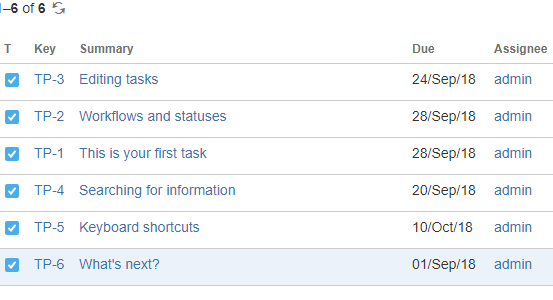 –6 of 6
T Key Summary Due Assignee
TP-3 Editing tasks 24/Sep/18 admin
TP-2 Workflows and statuses 28/Sep/18 admin
TP-1 This is your first task 28/Sep/18 admin
TP-4 Searching for information 20/Sep/18 admin
TP-5 Keyboard shortcuts 10/Oct/18 admin
TP-6 What's next? 01/Sep/18 admin